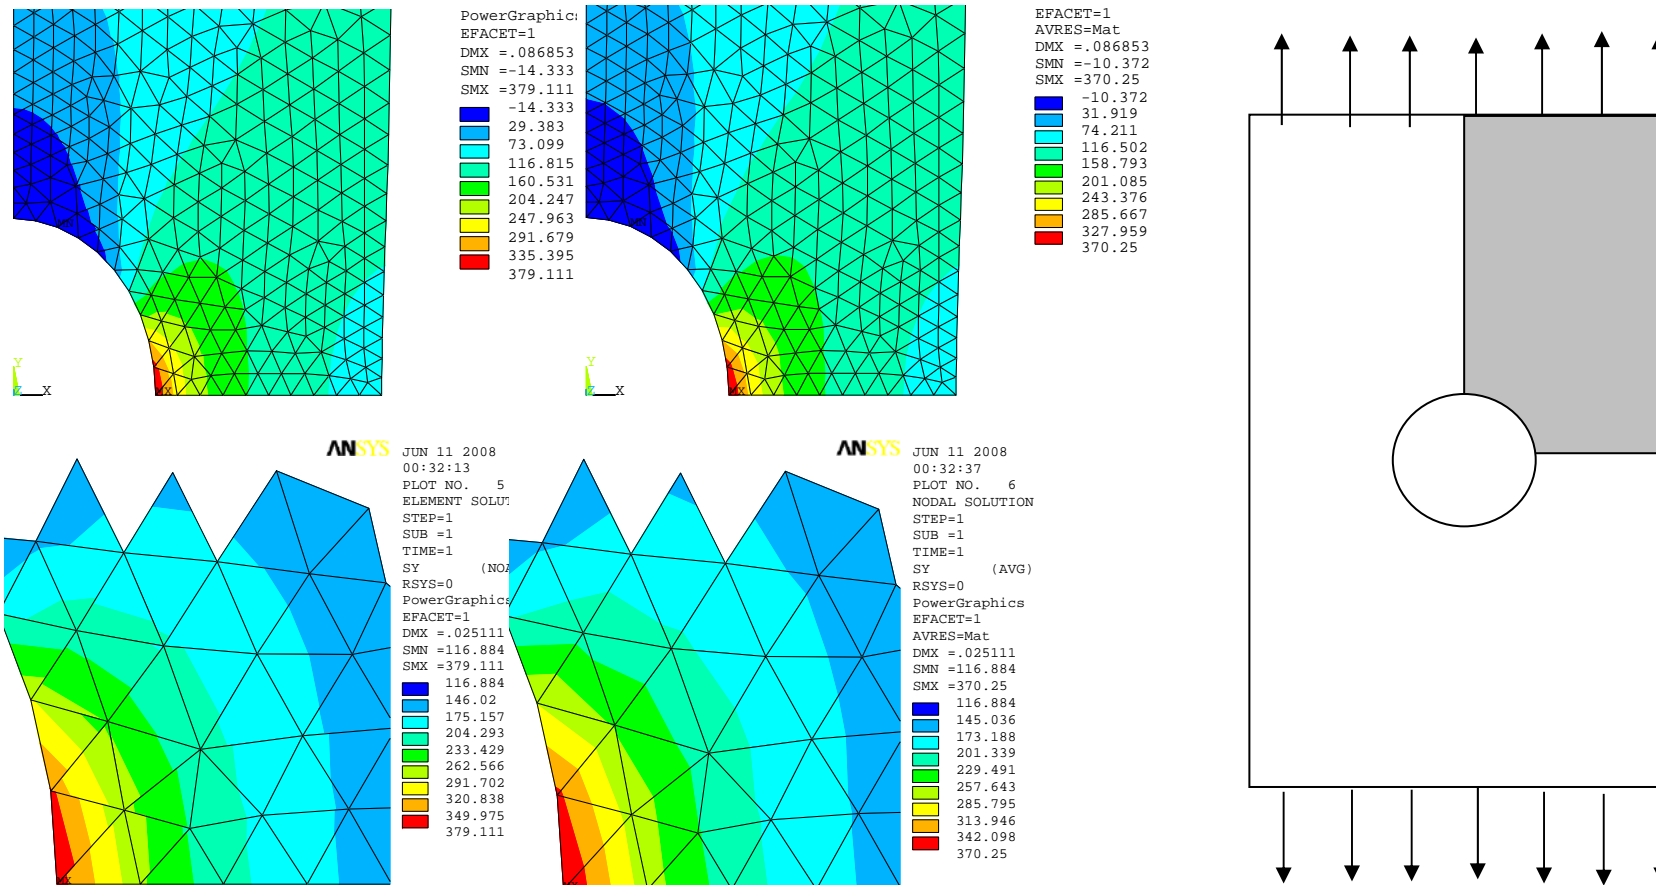 PowerGraphics
EFACET=1
DMX =.086853
SMN =-14.333
SMX =379.111
-14.333
29.383
73.099
116.815
160.531
204.247
247.963
291.679
335.395
379.111
MN
MX
Y
Z X
EFACET=1
AVRES=Mat
DMX =.086853
SMN =-10.372
SMX =370.25
-10.372
31.919
74.211
116.502
158.793
201.085
243.376
285.667
327.959
370.25
MN
MX
Y
Z X
ANSYS
JUN 11 2008
00:32:13
PLOT NO. 5
ELEMENT SOLUT
STEP=1
SUB =1
TIME=1
SY (NOA
RSYS=0
PowerGraphics
EFACET=1
DMX =.025111
SMN =116.884
SMX =379.111
116.884
146.02
175.157
204.293
233.429
262.566
291.702
320.838
349.975
379.111
MX
ANSYS
JUN 11 2008
00:32:37
PLOT NO. 6
NODAL SOLUTION
STEP=1
SUB =1
TIME=1
SY (AVG)
RSYS=0
PowerGraphics
EFACET=1
AVRES=Mat
DMX =.025111
SMN =116.884
SMX =370.25
116.884
145.036
173.188
201.339
229.491
257.643
285.795
313.946
342.098
370.25
MX